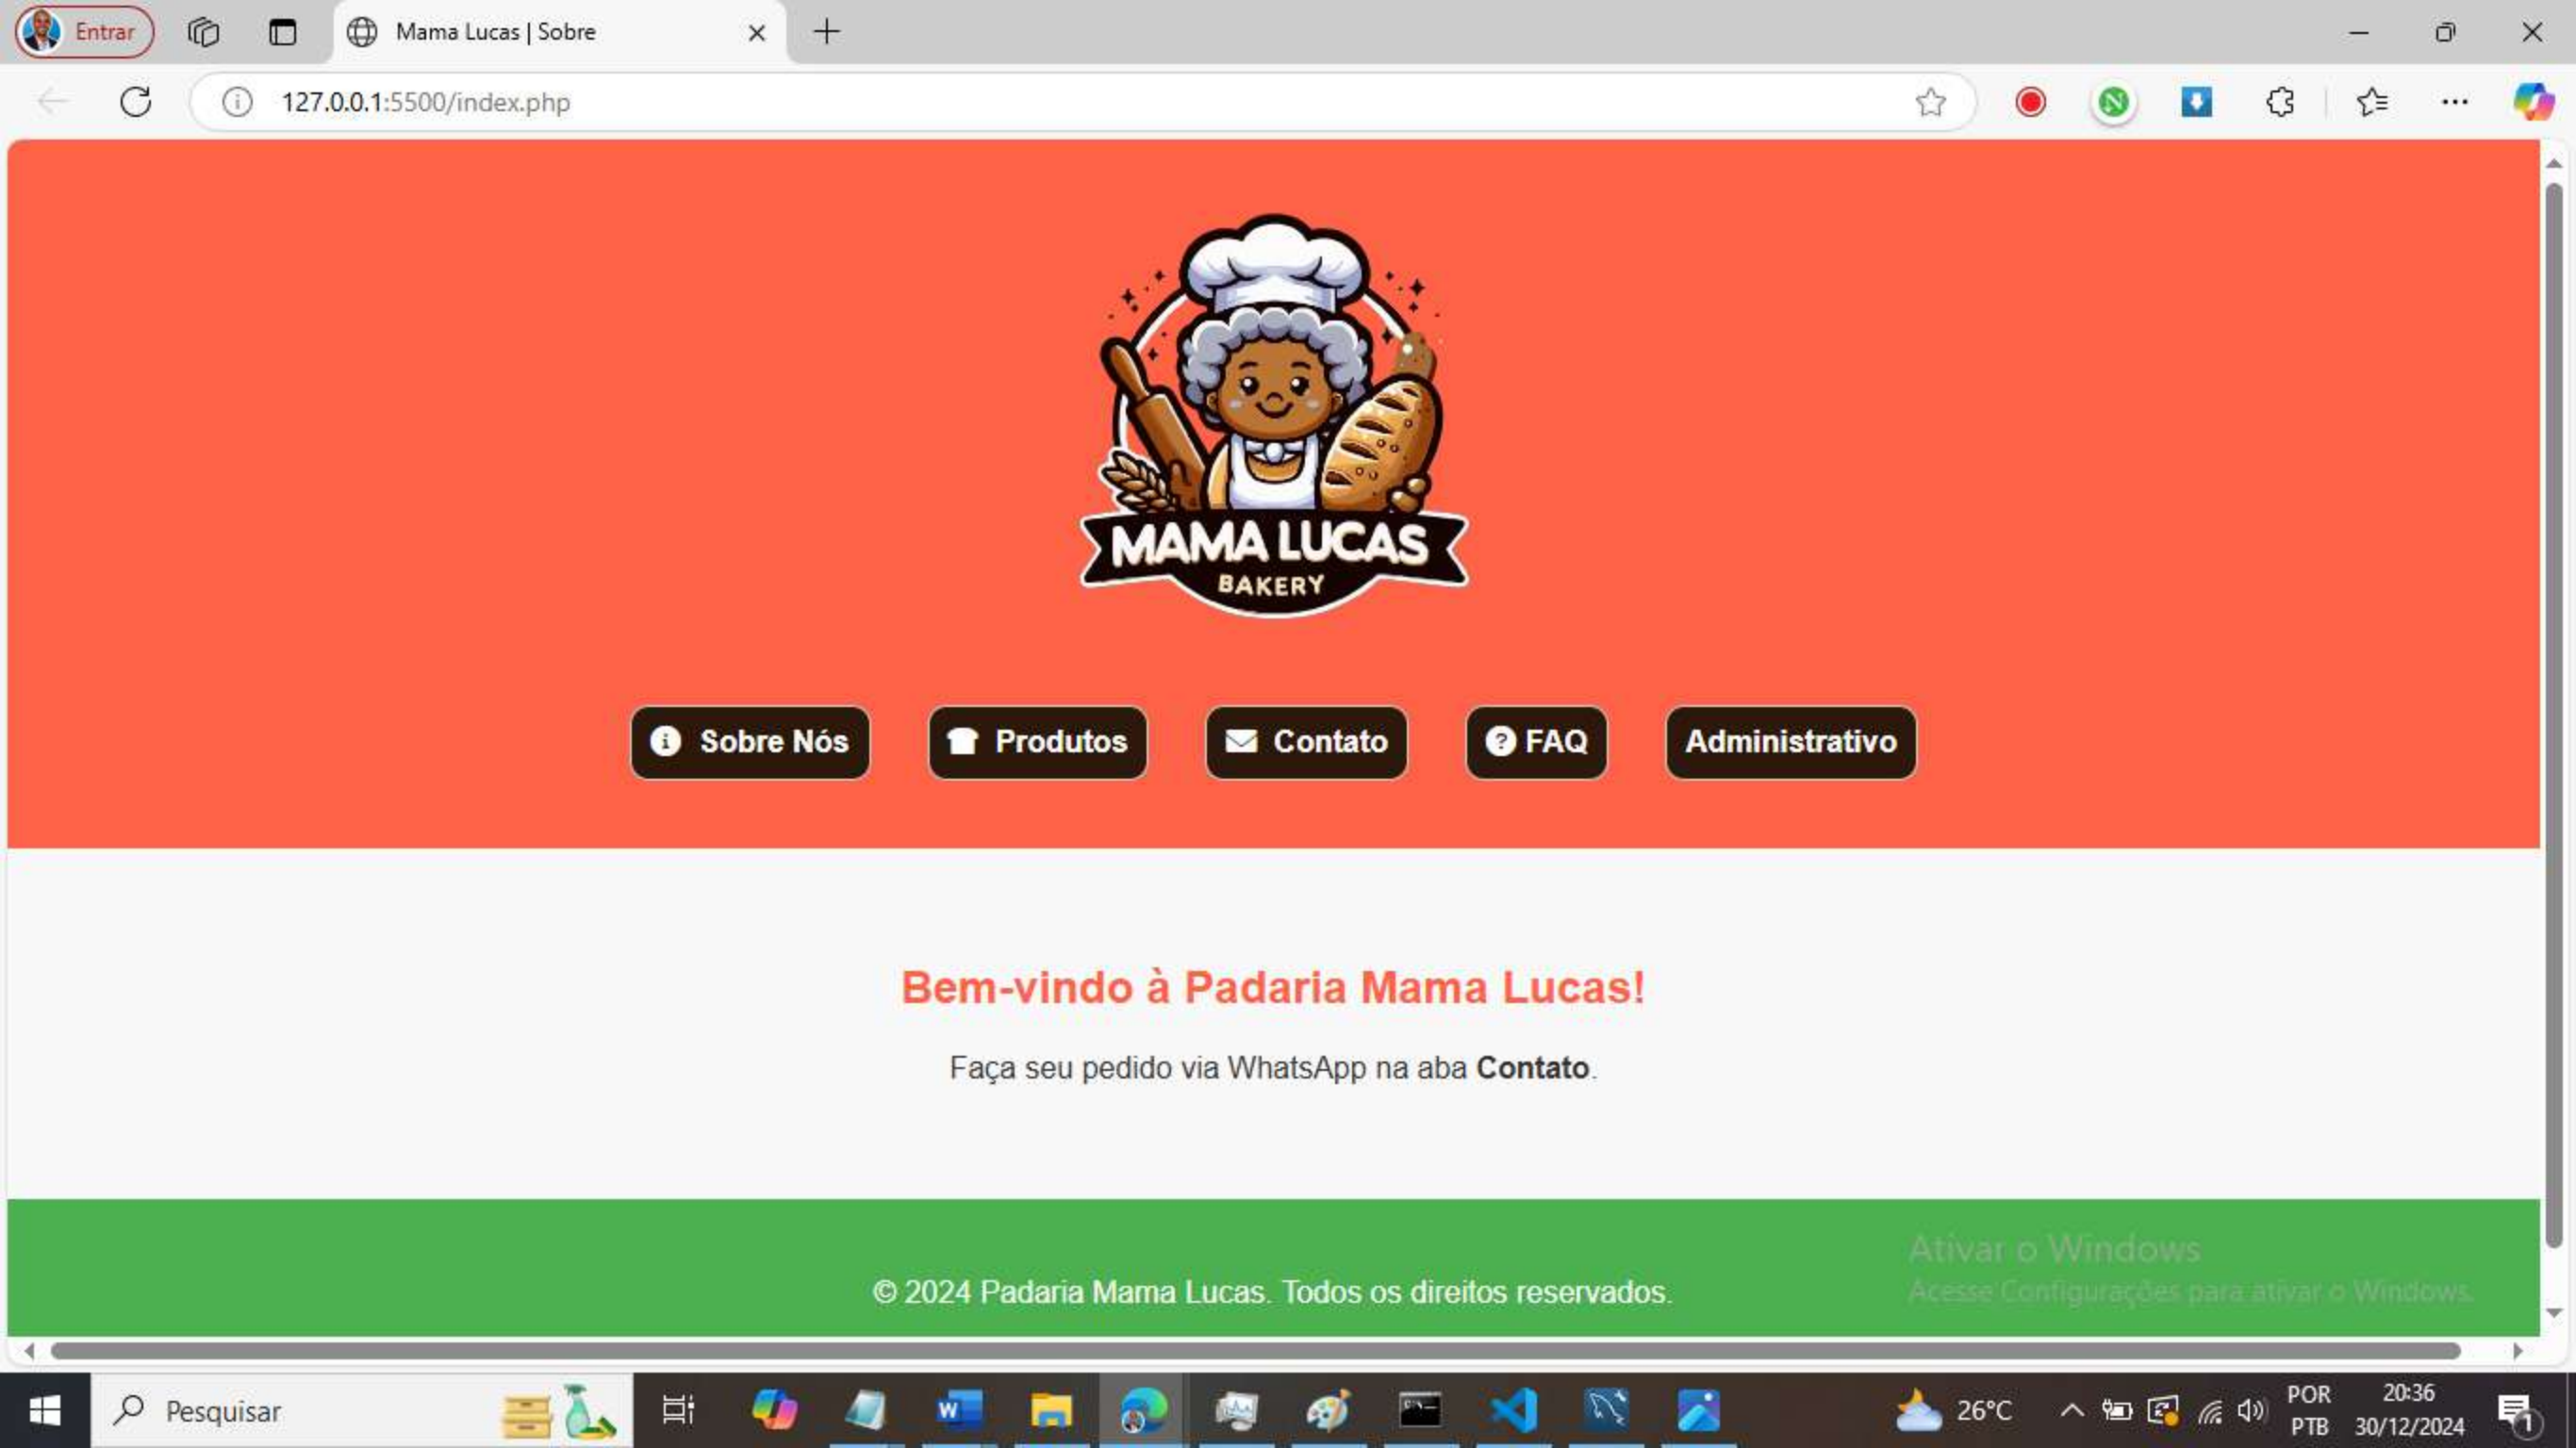 Entrar
Mama Lucas | Sobre
127.0.0.1:5500/index.php
MAMA LUCAS
BAKERY
Sobre Nós
Produtos
Contato
FAQ
Administrativo
Bem-vindo à Padaria Mama Lucas!
Faça seu pedido via WhatsApp na aba Contato.
Ativar o Windows
Acesse Configurações para ativar o Windows.
© 2024 Padaria Mama Lucas. Todos os direitos reservados.
Pesquisar
26°C
POR
PTB
20:36
30/12/2024
1